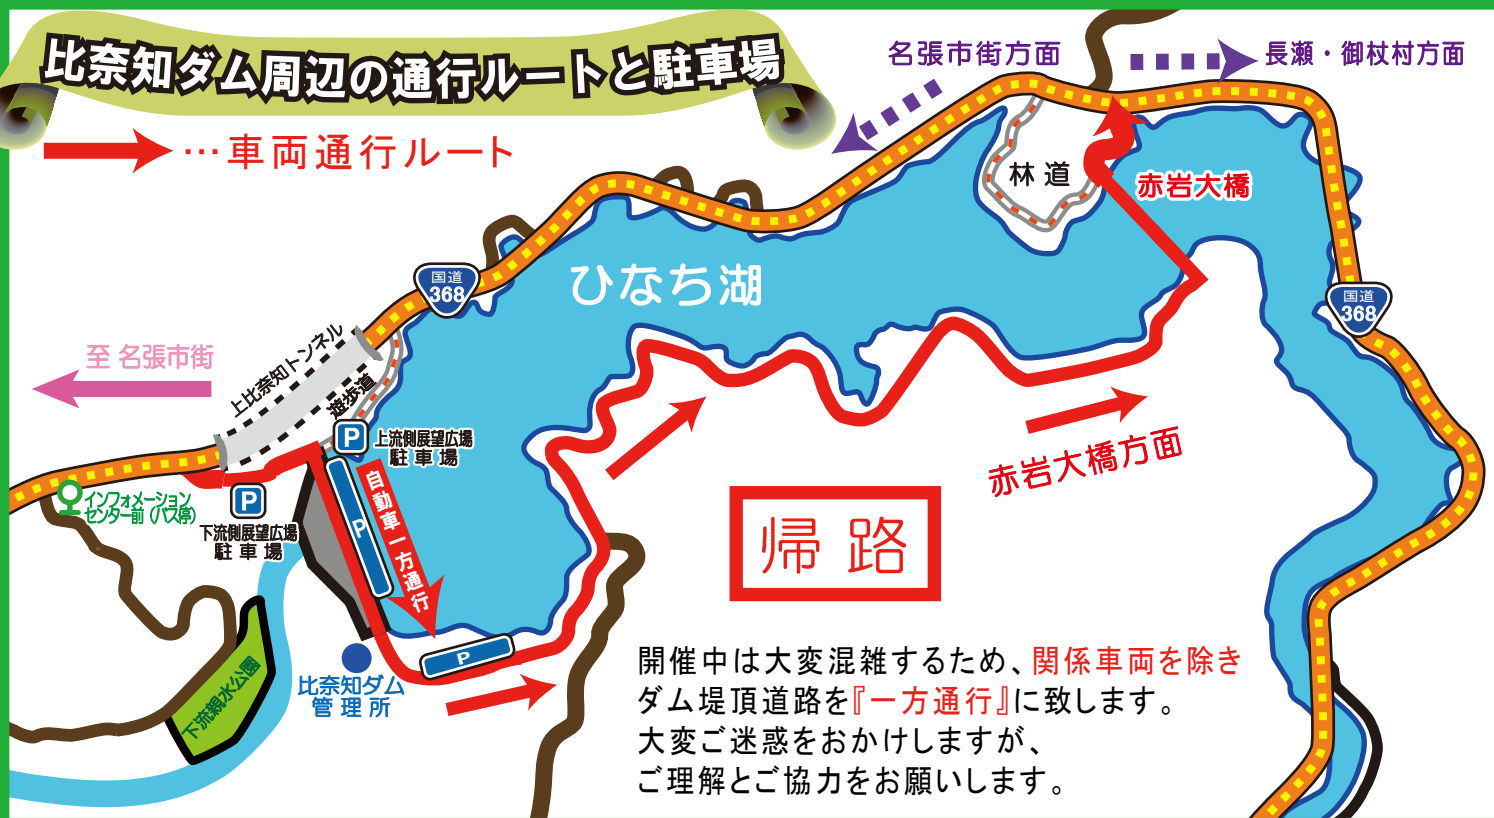 比奈知ダム周辺の通行ルートと駐車場
…車両通行ルート
名張市街方面
長瀬・御杖村方面
林道
赤岩大橋
ひなち湖
国道
368
国道
368
至 名張市街
上比奈知トンネル
遊歩道
P
上流側展望広場
駐車場
インフォメーション
センター前（バス停）
P
下流側展望広場
駐車場
P
自動車一方通行
P
比奈知ダム
管理所
下流親水公園
赤岩大橋方面
帰路
開催中は大変混雑するため、関係車両を除き
ダム堤頂道路を『一方通行』に致します。
大変ご迷惑をおかけしますが、
ご理解とご協力をお願いします。